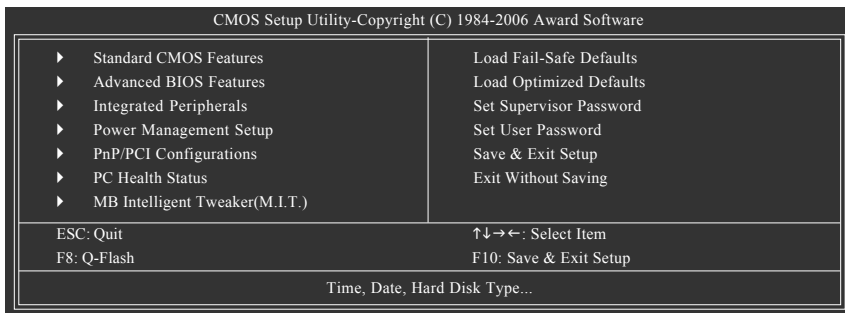 CMOS Setup Utility-Copyright (C) 1984-2006 Award Software
Standard CMOS Features
Advanced BIOS Features
Integrated Peripherals
Power Management Setup
PnP/PCI Configurations
PC Health Status
MB Intelligent Tweaker(M.I.T.)
Load Fail-Safe Defaults
Load Optimized Defaults
Set Supervisor Password
Set User Password
Save & Exit Setup
Exit Without Saving
ESC: Quit
F8: Q-Flash
↑↓→←: Select Item
F10: Save & Exit Setup
Time, Date, Hard Disk Type...